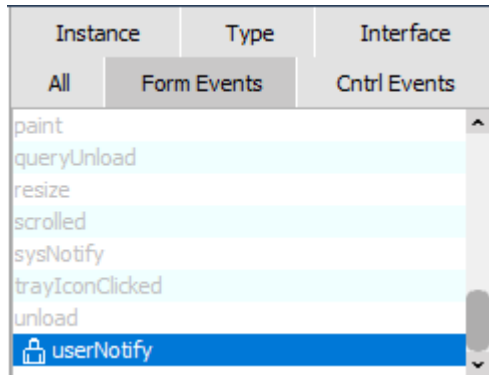 Instance Type Interface
All Form Events Cntrl Events
paint
queryUnload
resize
scrolled
sysNotify
trayIconClicked
unload
userNotify